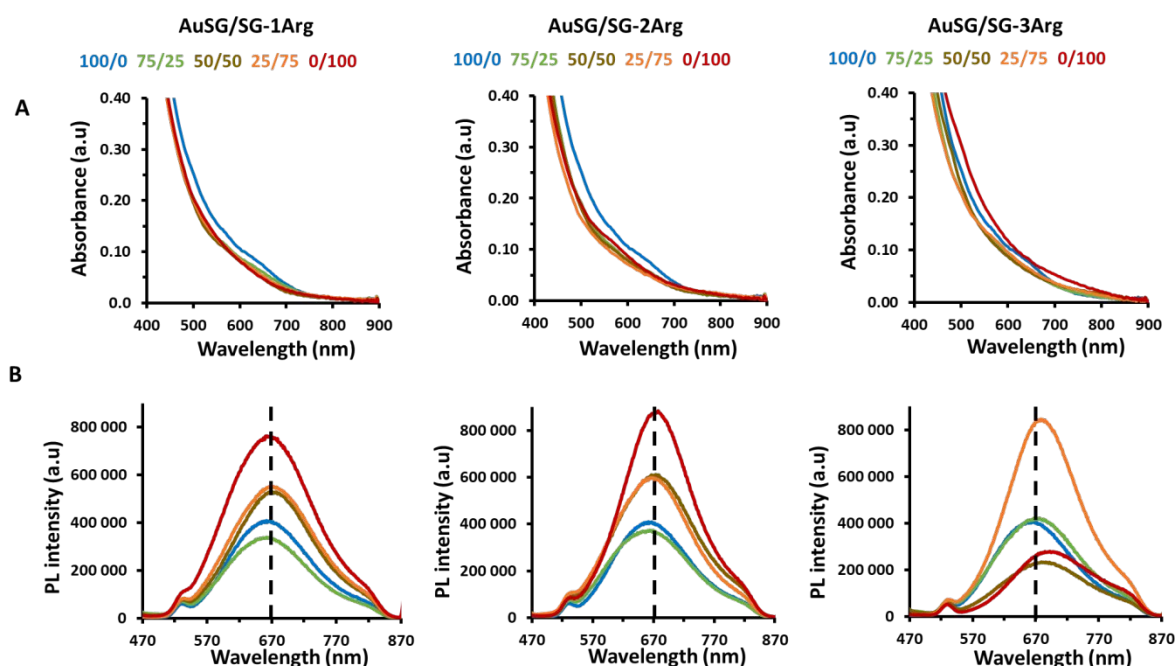 AuSG/SG-1Arg AuSG/SG-2Arg AuSG/SG-3Arg
100/0 75/25 50/50 25/75 0/100 100/0 75/25 50/50 25/75 0/100 100/0 75/25 50/50 25/75 0/100
A
Absorbance (a.u)
0.40
0.30
0.20
0.10
0.0
400 500 600 700 800 900
Wavelength (nm)
Absorbance (a.u)
0.40
0.30
0.20
0.10
0.00
400 500 600 700 800 900
Wavelength (nm)
Absorbance (a.u)
0.40
0.30
0.20
0.10
0.00
400 500 600 700 800 900
Wavelength (nm)
B
PL intensity (a.u)
800 000
600 000
400 000
200 000
0
470 570 670 770 870
Wavelength (nm)
PL intensity (a.u)
800 000
600 000
400 000
200 000
0
470 570 670 770 870
Wavelength (nm)
PL intensity (a.u)
800 000
600 000
400 000
200 000
0
470 570 670 770 870
Wavelength (nm)